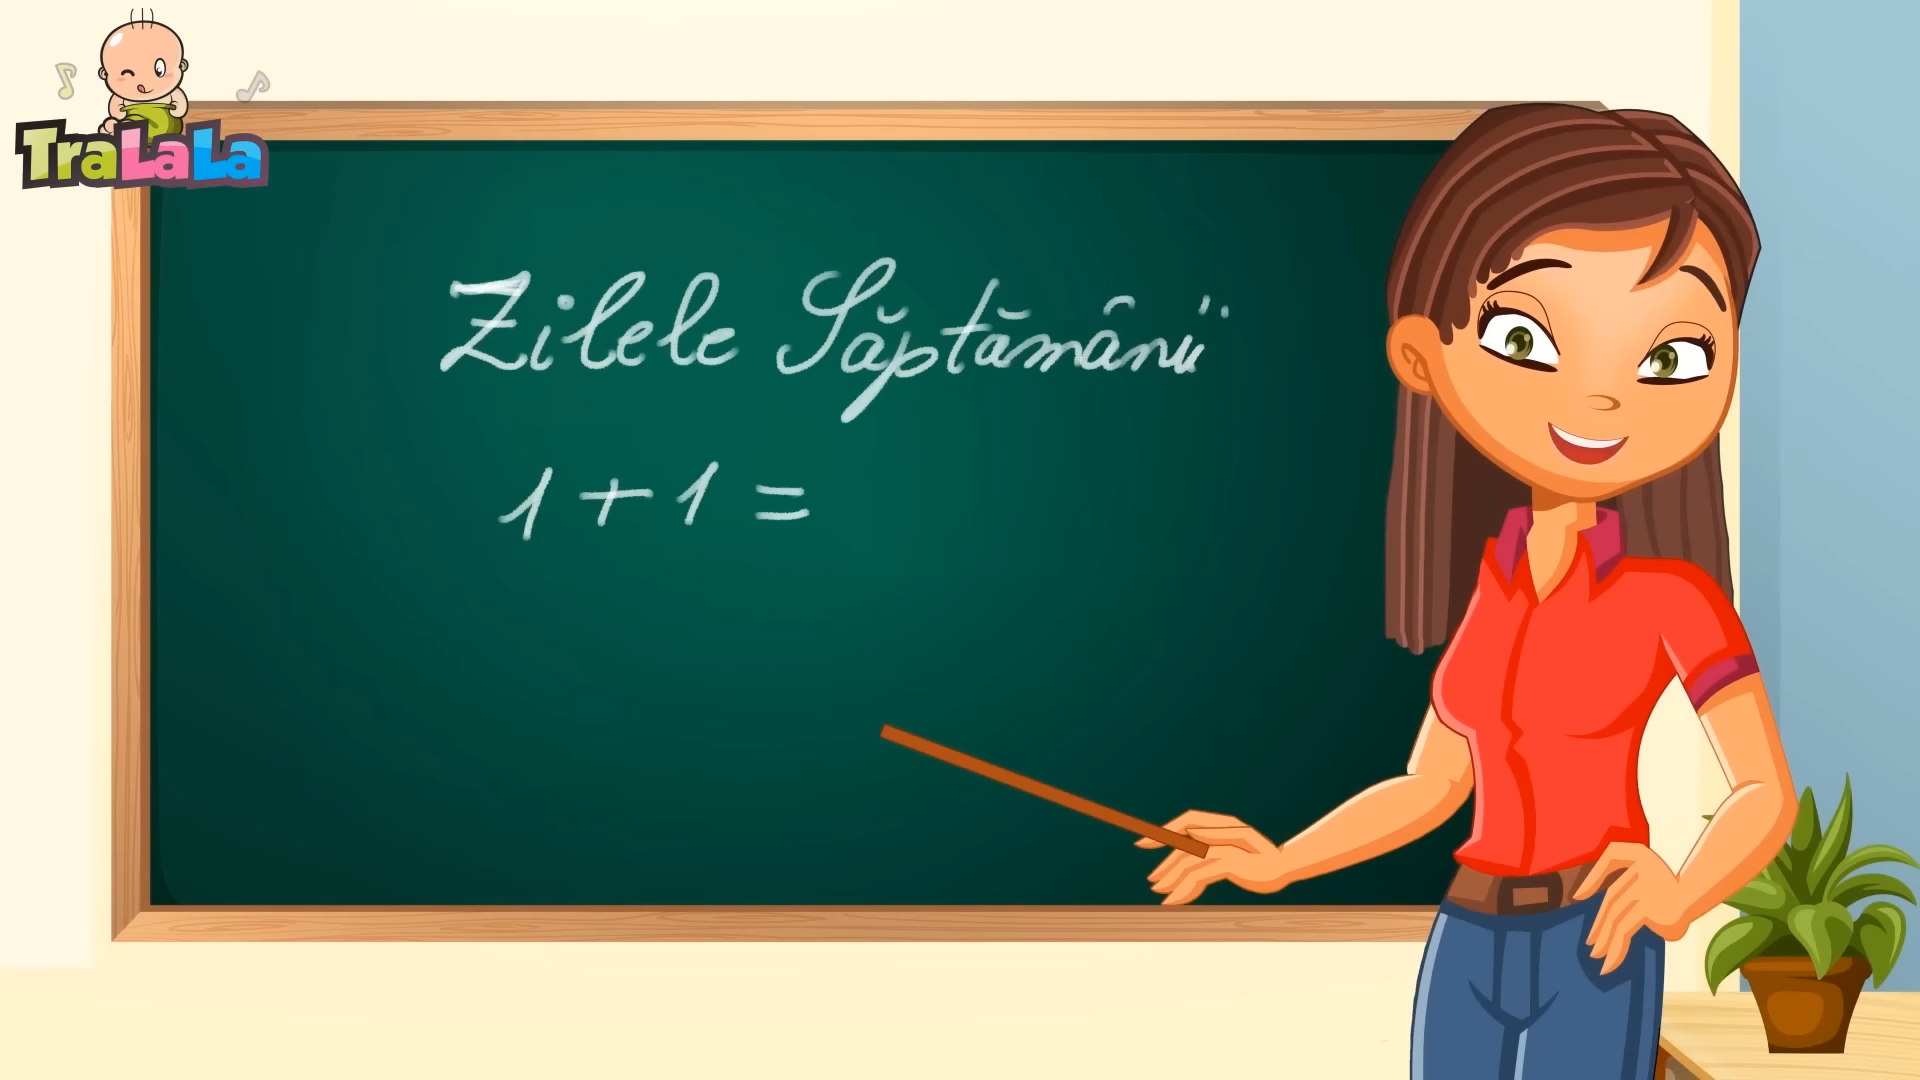 TraLaLa
Zilele Săptămânii
1 + 1 =